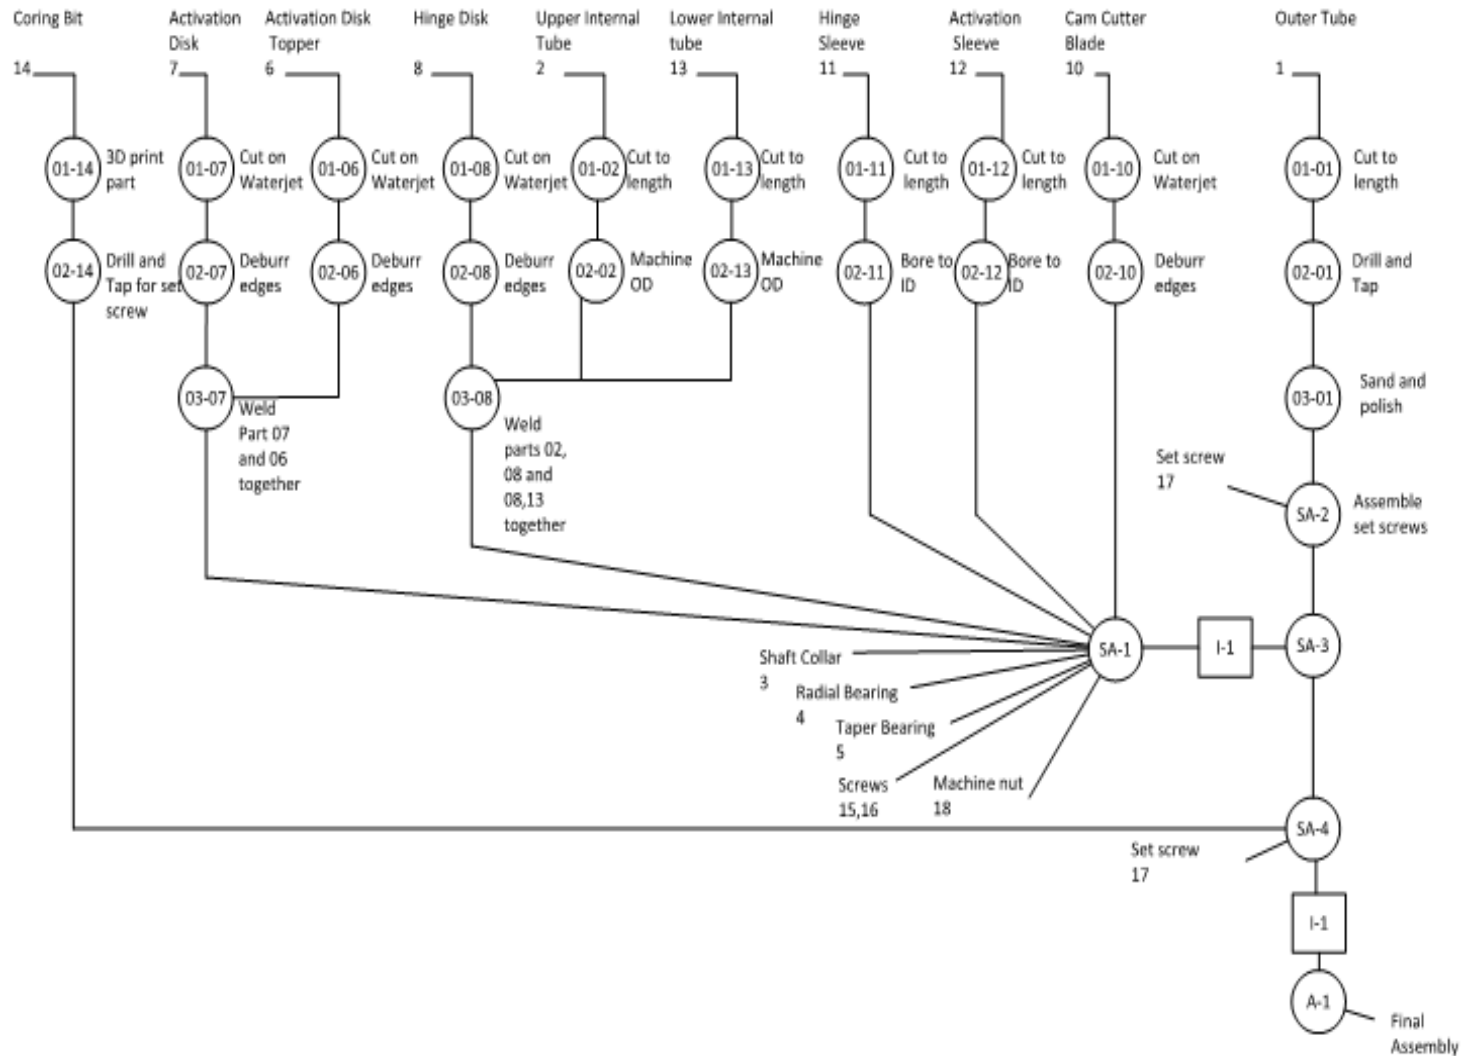 Coring Bit
14
Activation
Disk
7
Activation Disk
Topper
6
Hinge Disk
8
Upper Internal
Tube
2
Lower Internal
tube
13
Hinge
Sleeve
11
Activation
Sleeve
12
Cam Cutter
Blade
10
Outer Tube
1
01-14
3D print
part
01-07
Cut on
Waterjet
01-06
Cut on
Waterjet
01-08
Cut on
Waterjet
01-02
Cut to
length
01-13
Cut to
length
01-11
Cut to
length
01-12
Cut to
length
01-10
Cut on
Waterjet
01-01
Cut to
length
02-14
Drill and
Tap for set
screw
02-07
Deburr
edges
02-06
Deburr
edges
02-08
Deburr
edges
02-02
Machine
OD
02-13
Machine
OD
02-11
Bore to
ID
02-12
Bore to
ID
02-10
Deburr
edges
02-01
Drill and
Tap
03-07
Weld
Part 07
and 06
together
03-08
Weld
parts 02,
08 and
08,13
together
03-01
Sand and
polish
Set screw
17
SA-2
Assemble
set screws
SA-1
I-1
SA-3
Shaft Collar
3
Radial Bearing
4
Taper Bearing
5
Screws
15,16
Machine nut
18
SA-4
Set screw
17
I-1
A-1
Final
Assembly